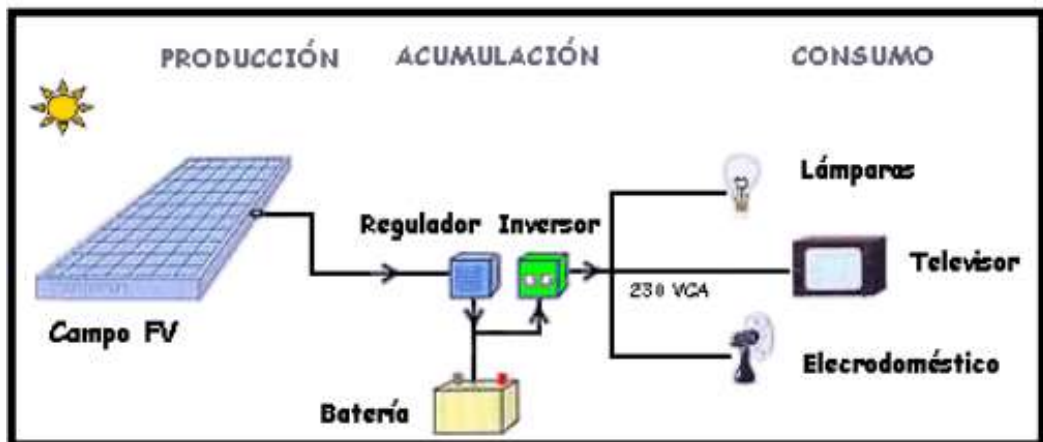 PRODUCCIÓN ACUMULACIÓN CONSUMO
Lámparas
Regulador Inversor
Televisor
230 VCA
Campo FV
Elecrodoméstico
Batería